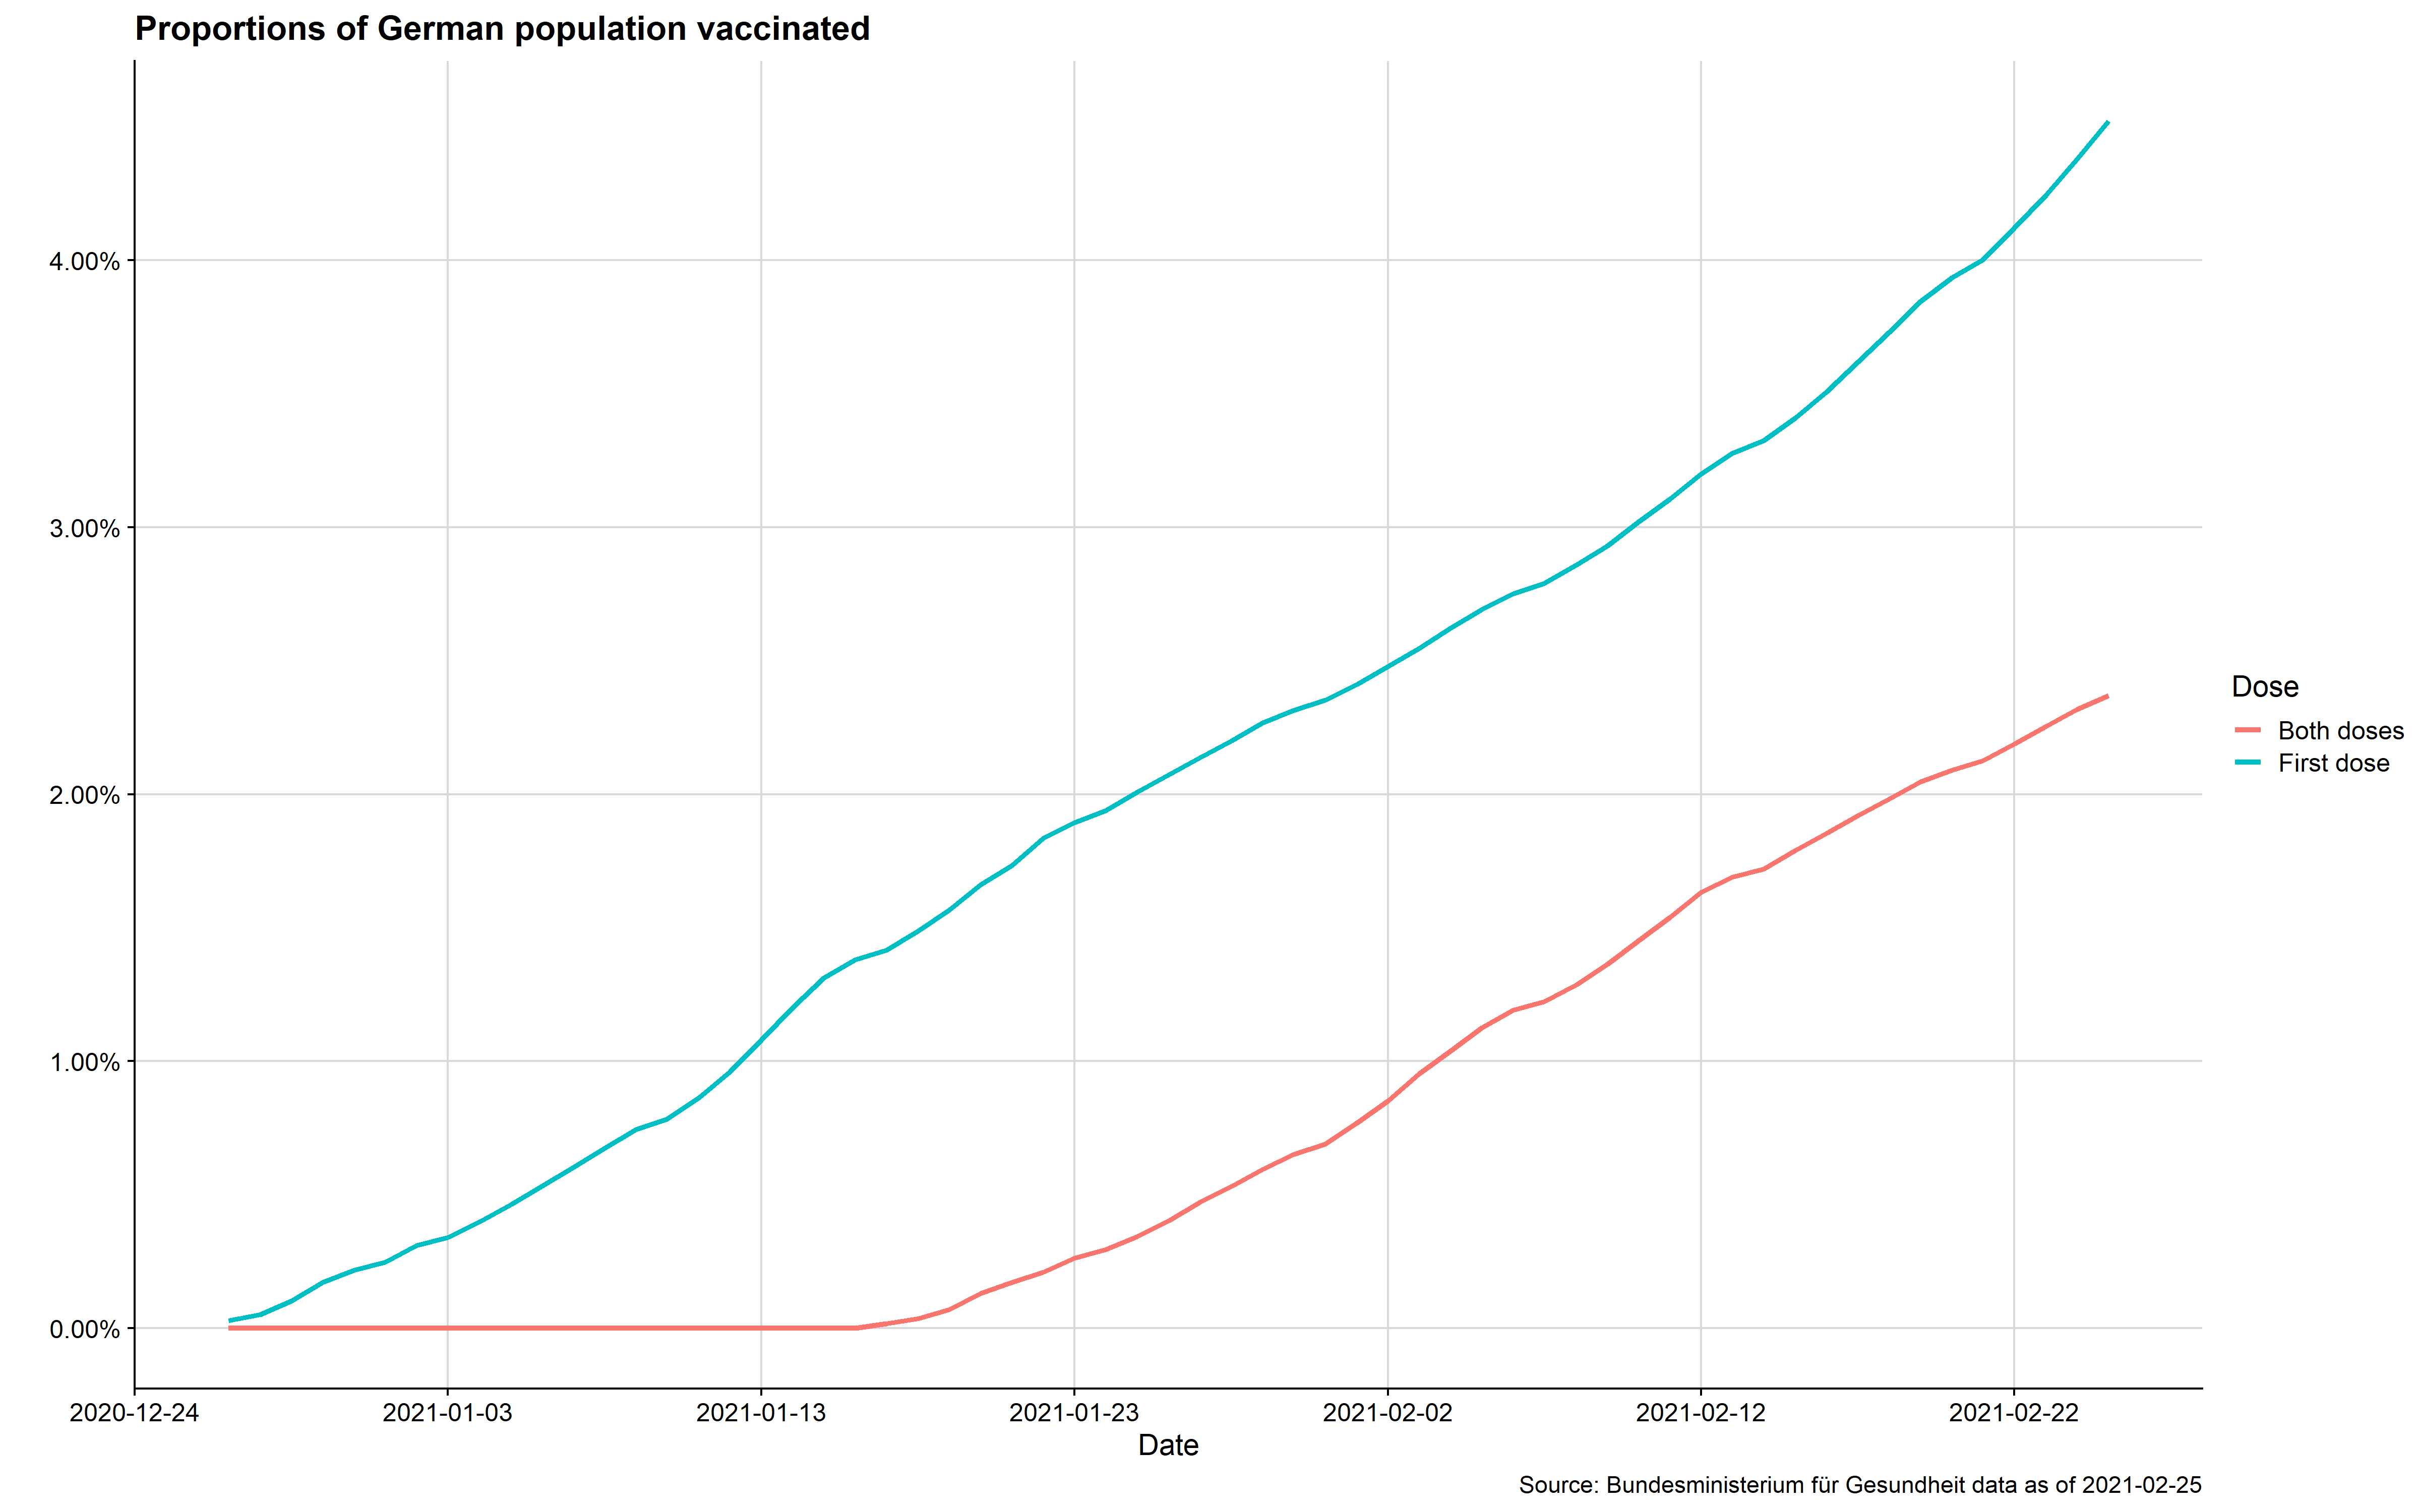 Proportions of German population vaccinated
4.00%
3.00%
2.00%
1.00%
0.00%
2020-12-24 2021-01-03 2021-01-13 2021-01-23 2021-02-02 2021-02-12 2021-02-22
Date
Dose
Both doses
First dose
Source: Bundesministerium für Gesundheit data as of 2021-02-25